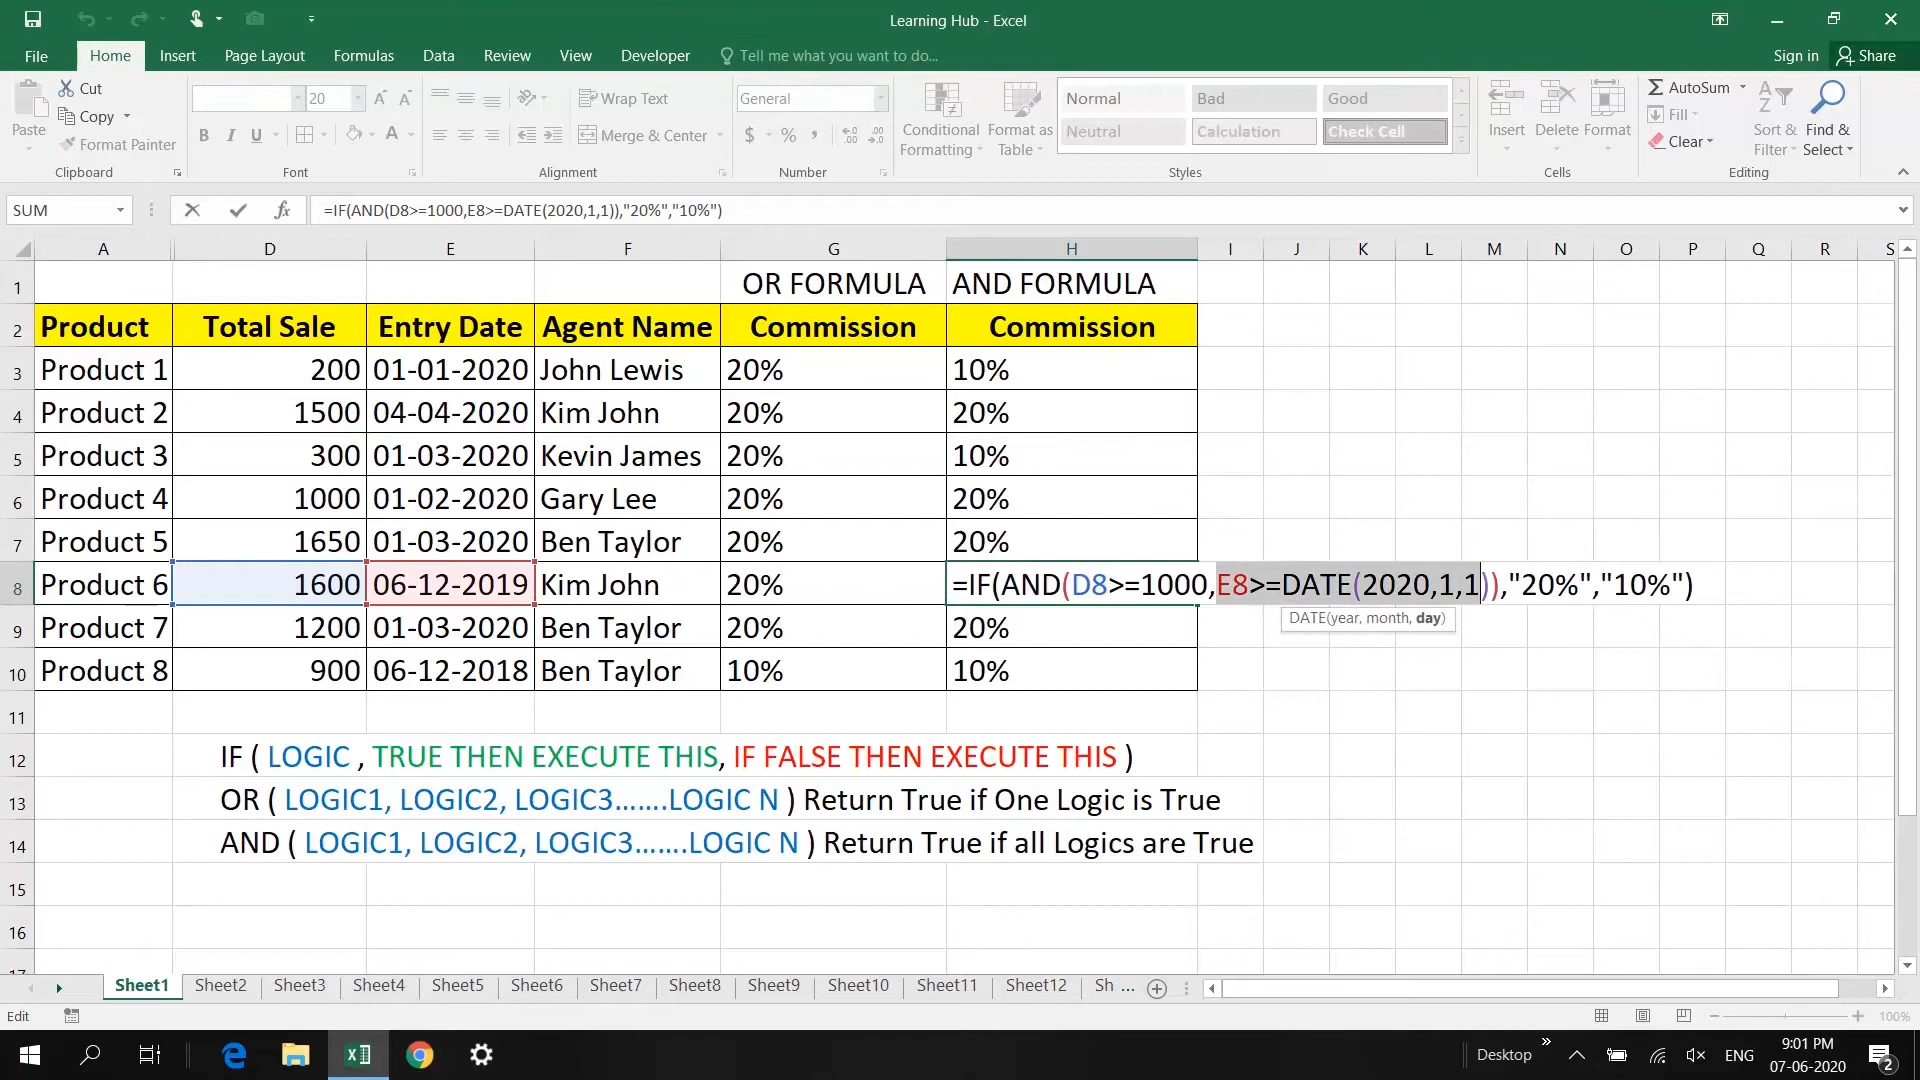 Learning Hub - Excel
File Home Insert Page Layout Formulas Data Review View Developer Tell me what you want to do... Sign in Share
Paste Cut Copy Format Painter Clipboard
20 A A B I U A Font
Wrap Text Merge & Center Alignment
General $ % , Number
Conditional Formatting Format as Table Normal Bad Good Neutral Calculation Check Cell Styles
Insert Delete Format Cells
AutoSum Fill Clear Sort & Filter Find & Select Editing
SUM fx =IF(AND(D8>=1000,E8>=DATE(2020,1,1)),"20%","10%")
A D E F G H I J K L M N O P Q R S
1 OR FORMULA AND FORMULA
2 Product Total Sale Entry Date Agent Name Commission Commission
3 Product 1 200 01-01-2020 John Lewis 20% 10%
4 Product 2 1500 04-04-2020 Kim John 20% 20%
5 Product 3 300 01-03-2020 Kevin James 20% 10%
6 Product 4 1000 01-02-2020 Gary Lee 20% 20%
7 Product 5 1650 01-03-2020 Ben Taylor 20% 20%
8 Product 6 1600 06-12-2019 Kim John 20% =IF(AND(D8>=1000,E8>=DATE(2020,1,1)),"20%","10%")
DATE(year, month, day)
9 Product 7 1200 01-03-2020 Ben Taylor 20% 20%
10 Product 8 900 06-12-2018 Ben Taylor 10% 10%
11
12 IF ( LOGIC , TRUE THEN EXECUTE THIS, IF FALSE THEN EXECUTE THIS )
13 OR ( LOGIC1, LOGIC2, LOGIC3.......LOGIC N ) Return True if One Logic is True
14 AND ( LOGIC1, LOGIC2, LOGIC3.......LOGIC N ) Return True if all Logics are True
15
16
17
Sheet1 Sheet2 Sheet3 Sheet4 Sheet5 Sheet6 Sheet7 Sheet8 Sheet9 Sheet10 Sheet11 Sheet12 Sh ...
Edit 100%
Desktop ENG 9:01 PM
07-06-2020 2